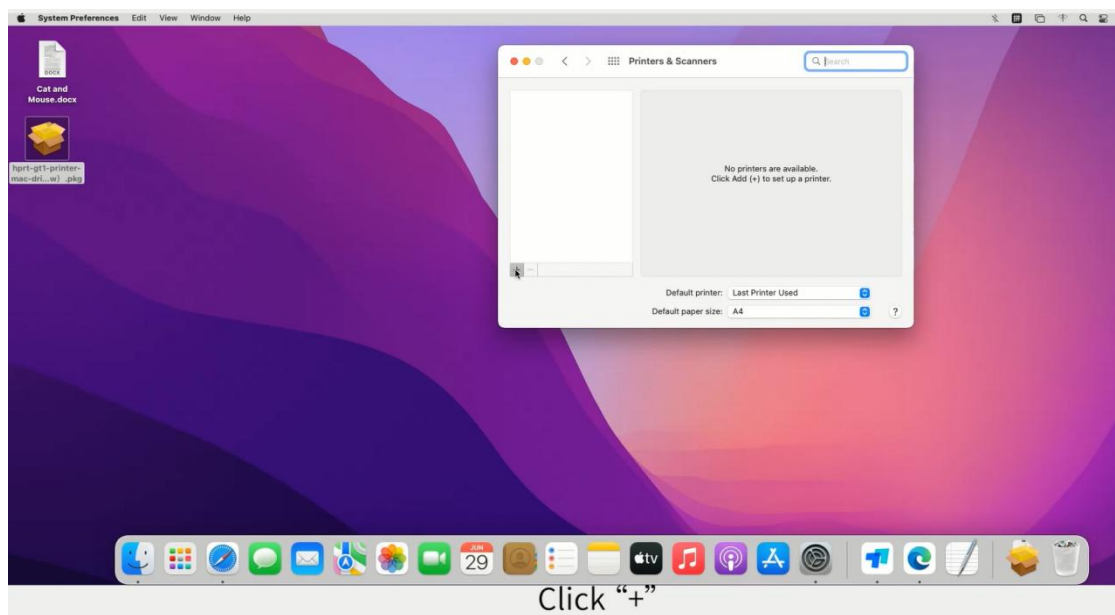 System Preferences Edit View Window Help
DOCX
Cat and
Mouse.docx
hprt-gt1-printer-
mac-dri...w) .pkg
Printers & Scanners
Search
No printers are available.
Click Add (+) to set up a printer.
Default printer: Last Printer Used
Default paper size: A4
?
JUN
29
tv
Click “+”